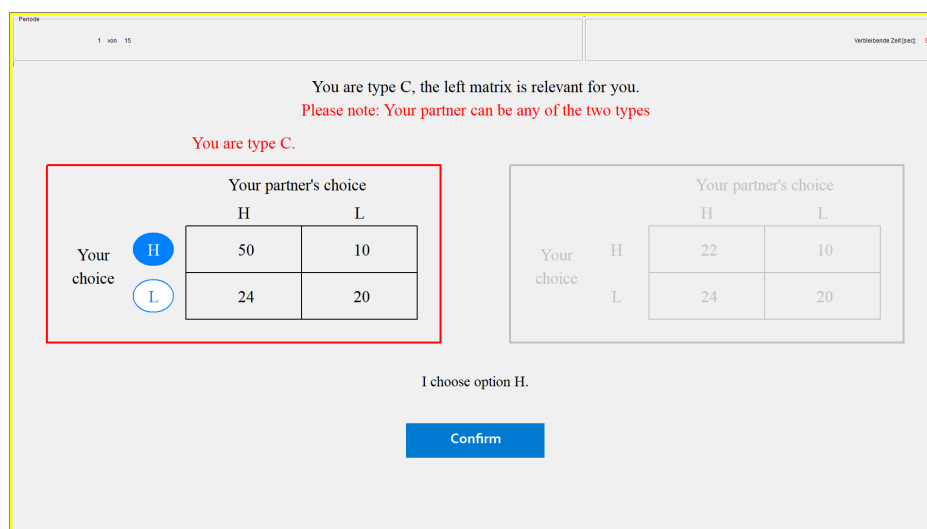 Periode
1 von 15
Verbleibende Zeit [sec]:
You are type C, the left matrix is relevant for you.
Please note: Your partner can be any of the two types
You are type C.
Your partner's choice
H L
Your choice
H 50 10
L 24 20
Your partner's choice
H L
Your choice
H 22 10
L 24 20
I choose option H.
Confirm